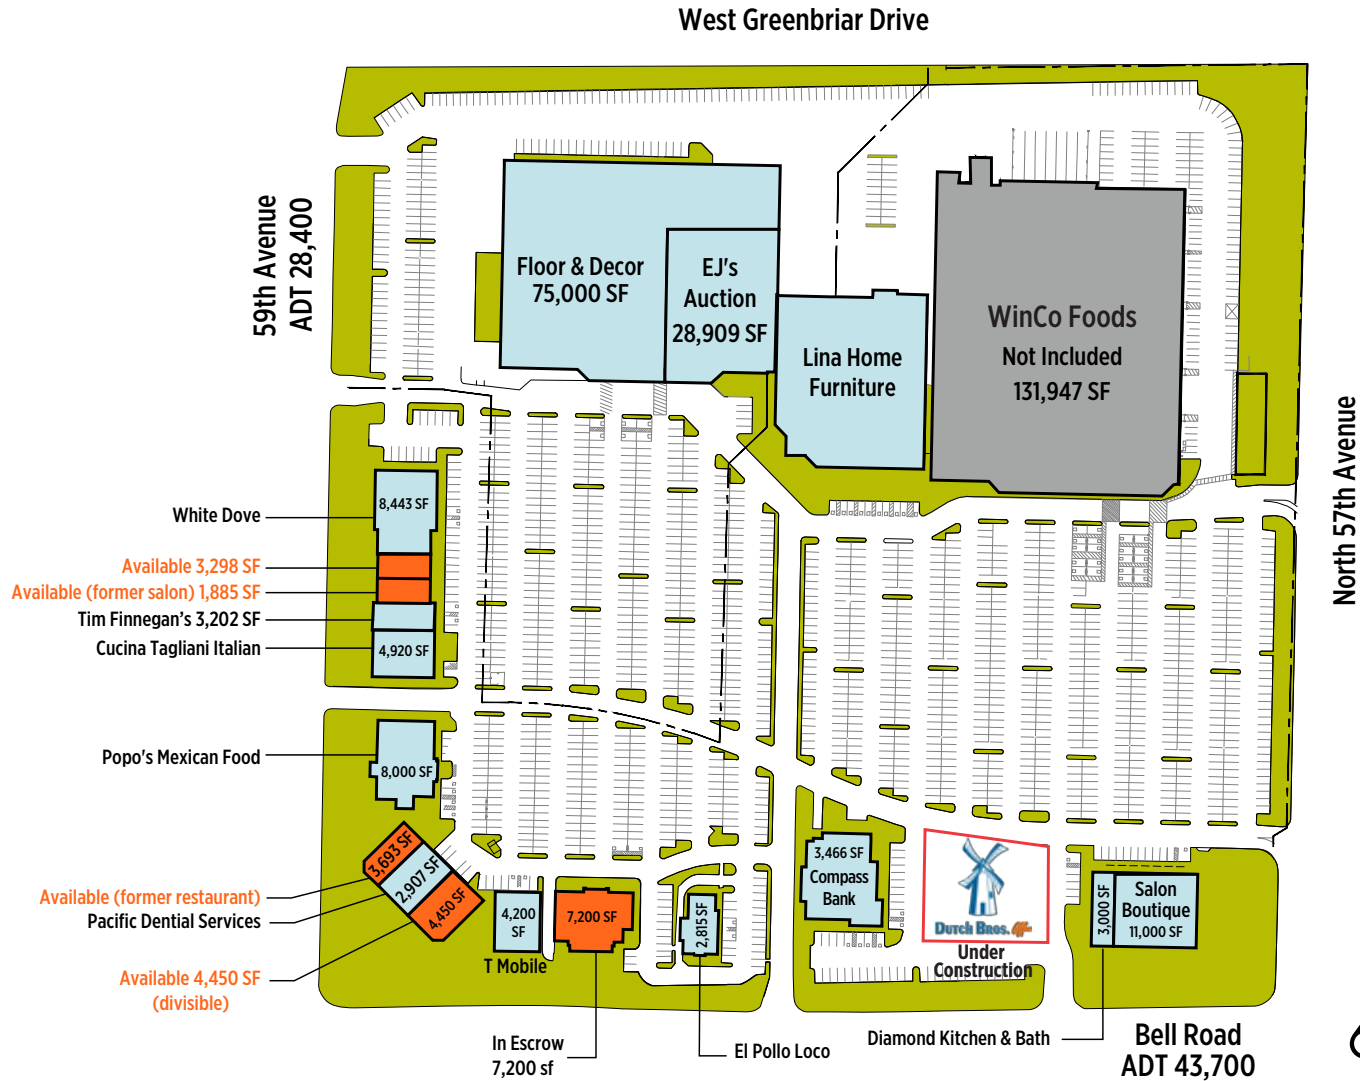 West Greenbriar Drive
59th Avenue
ADT 28,400
Floor & Decor
75,000 SF
EJ's
Auction
28,909 SF
Lina Home
Furniture
WinCo Foods
Not Included
131,947 SF
North 57th Avenue
8,443 SF
White Dove
Available 3,298 SF
Available (former salon) 1,885 SF
Tim Finnegan's 3,202 SF
Cucina Tagliani Italian
4,920 SF
Popo's Mexican Food
8,000 SF
3,693 SF
2,907 SF
4,450 SF
Available (former restaurant)
Pacific Dential Services
Available 4,450 SF
(divisible)
4,200
SF
T Mobile
7,200 SF
In Escrow
7,200 sf
2,815 SF
El Pollo Loco
3,466 SF
Compass
Bank
Dutch Bros.
Under
Construction
3,000 SF
Salon
Boutique
11,000 SF
Diamond Kitchen & Bath
Bell Road
ADT 43,700